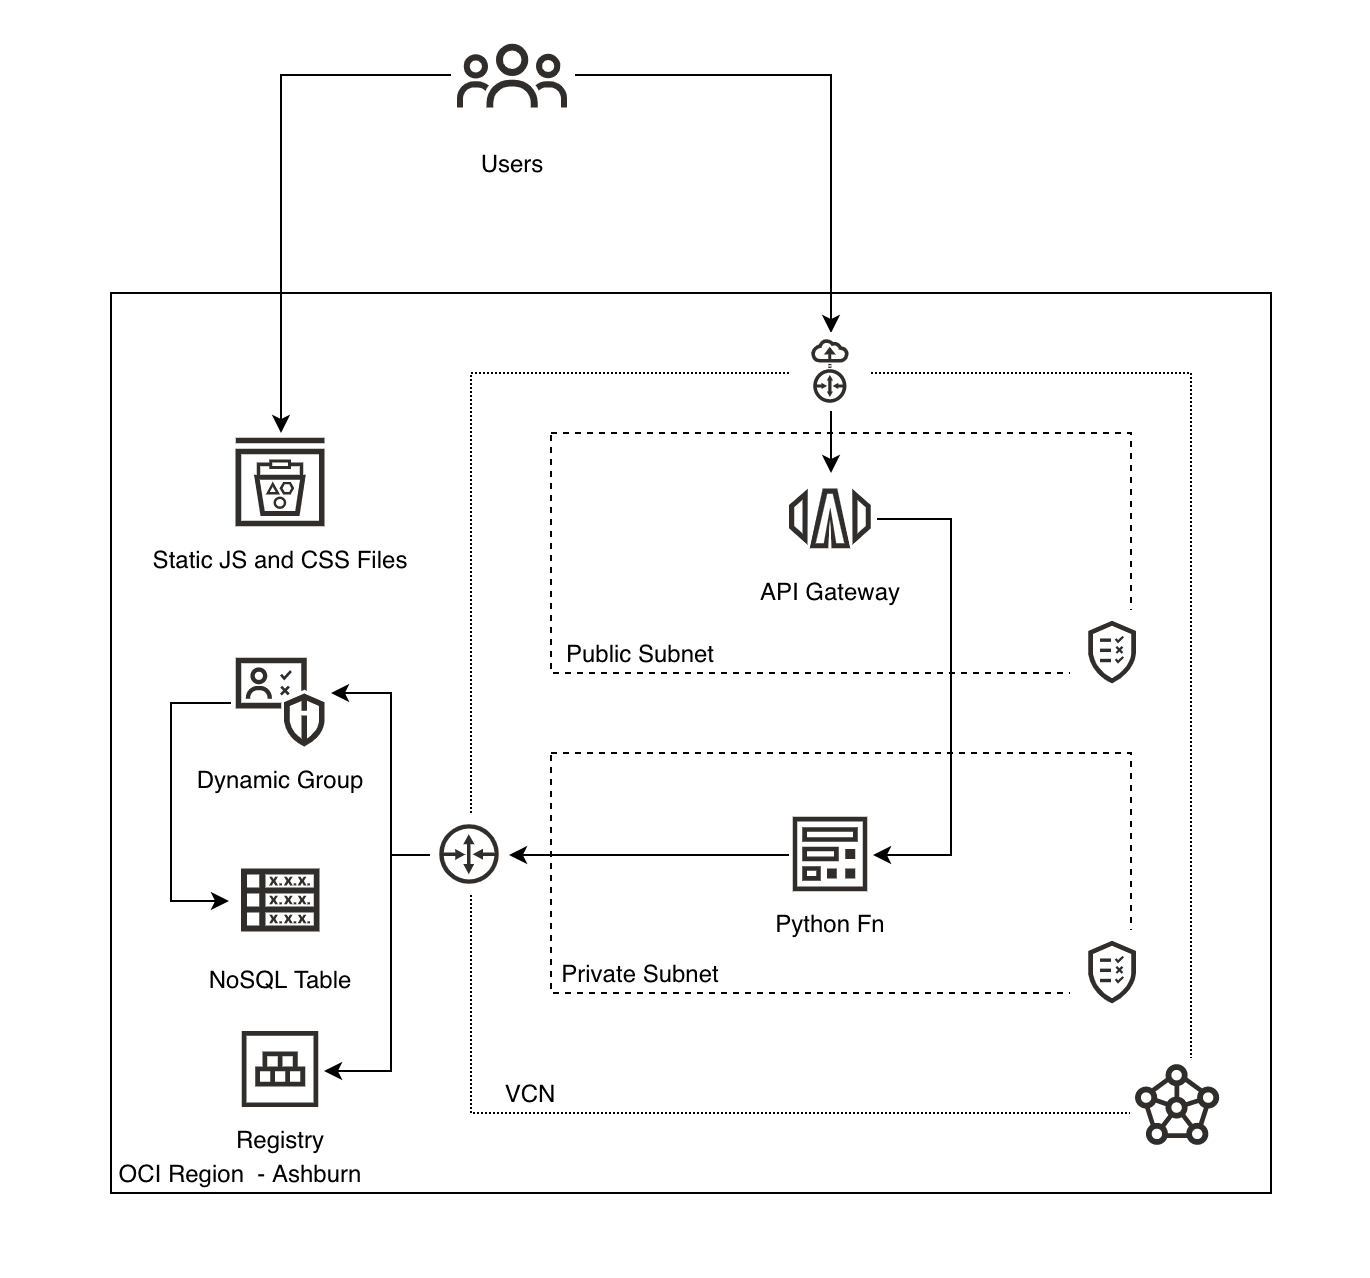 Users
Static JS and CSS Files
API Gateway
Public Subnet
Dynamic Group
x.x.x.
x.x.x.
x.x.x.
Python Fn
NoSQL Table
Private Subnet
VCN
Registry
OCI Region - Ashburn